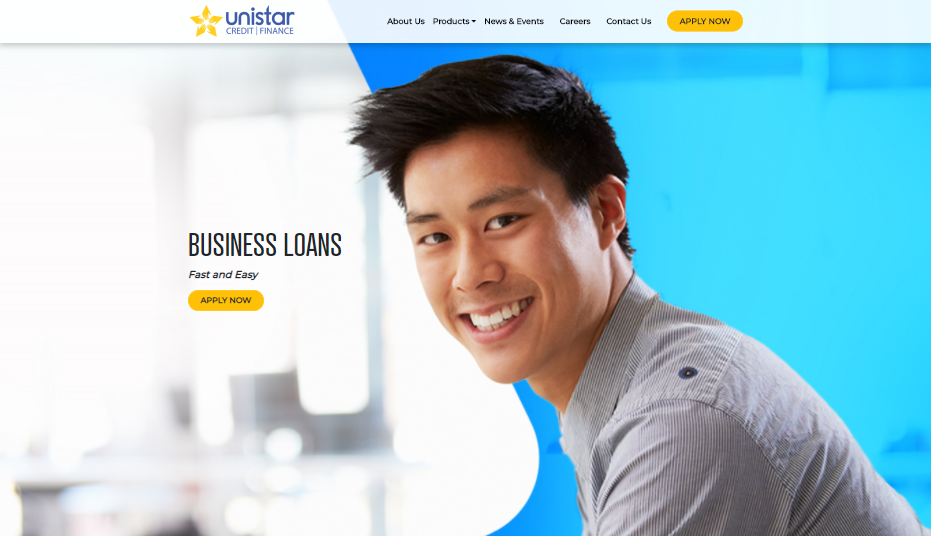 unistar
CREDIT | FINANCE
About Us Products News & Events Careers Contact Us APPLY NOW
BUSINESS LOANS
Fast and Easy
APPLY NOW